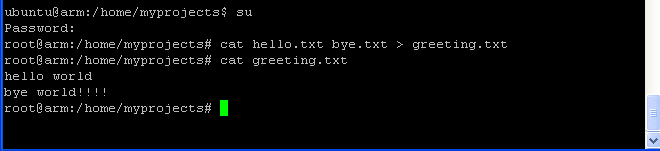 ubuntu@arm:/home/myprojects$ su
Password:
root@arm:/home/myprojects# cat hello.txt bye.txt > greeting.txt
root@arm:/home/myprojects# cat greeting.txt
hello world
bye world!!!!
root@arm:/home/myprojects#